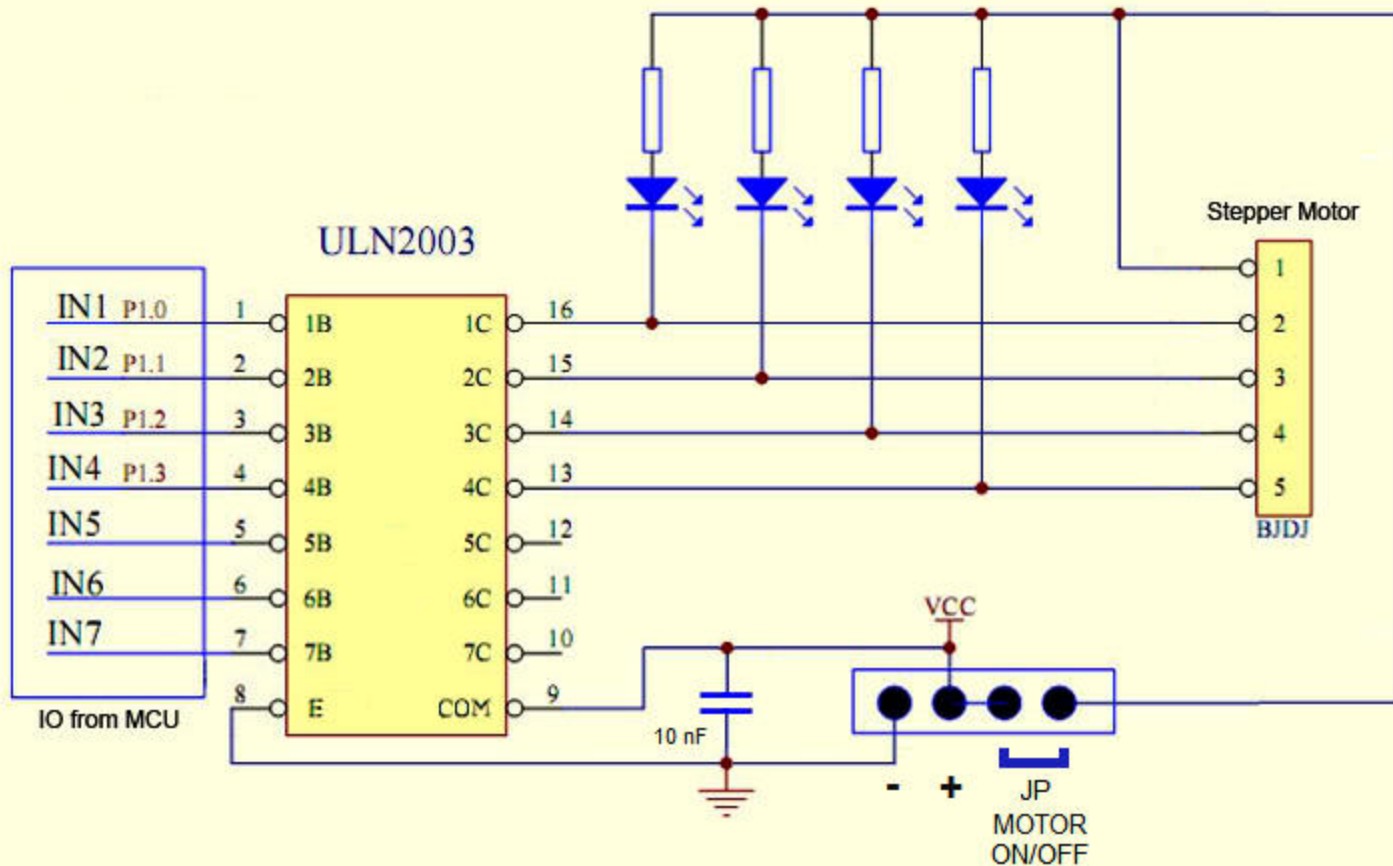 Stepper Motor
ULN2003
IN1 P1.0 1 1B 1C 16 1
IN2 P1.1 2 2B 2C 15 2
IN3 P1.2 3 3B 3C 14 3
IN4 P1.3 4 4B 4C 13 4
IN5 5 5B 5C 12 5
BJDJ
IN6 6 6B 6C 11
IN7 7 7B 7C 10
VCC
8 E COM 9
IO from MCU
10 nF
- +
JP
MOTOR
ON/OFF